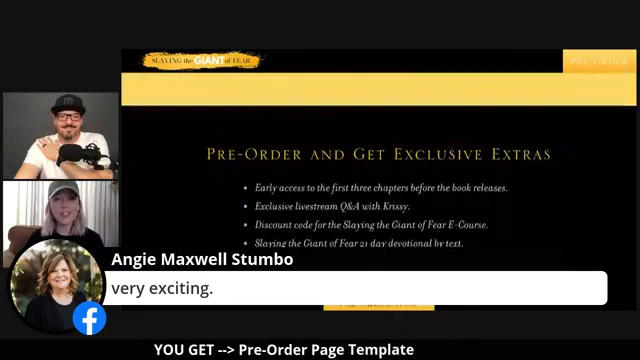 SLAYING the GIANT of FEAR
PRE-ORDER
PRE-ORDER AND GET EXCLUSIVE EXTRAS
Early access to the first three chapters before the book releases.
Exclusive livestream Q&A with Krissy.
Discount code for the Slaying the Giant of Fear E-Course.
Slaying the Giant of Fear 21 day devotional by text.
Angie Maxwell Stumbo
very exciting.
YOU GET --> Pre-Order Page Template